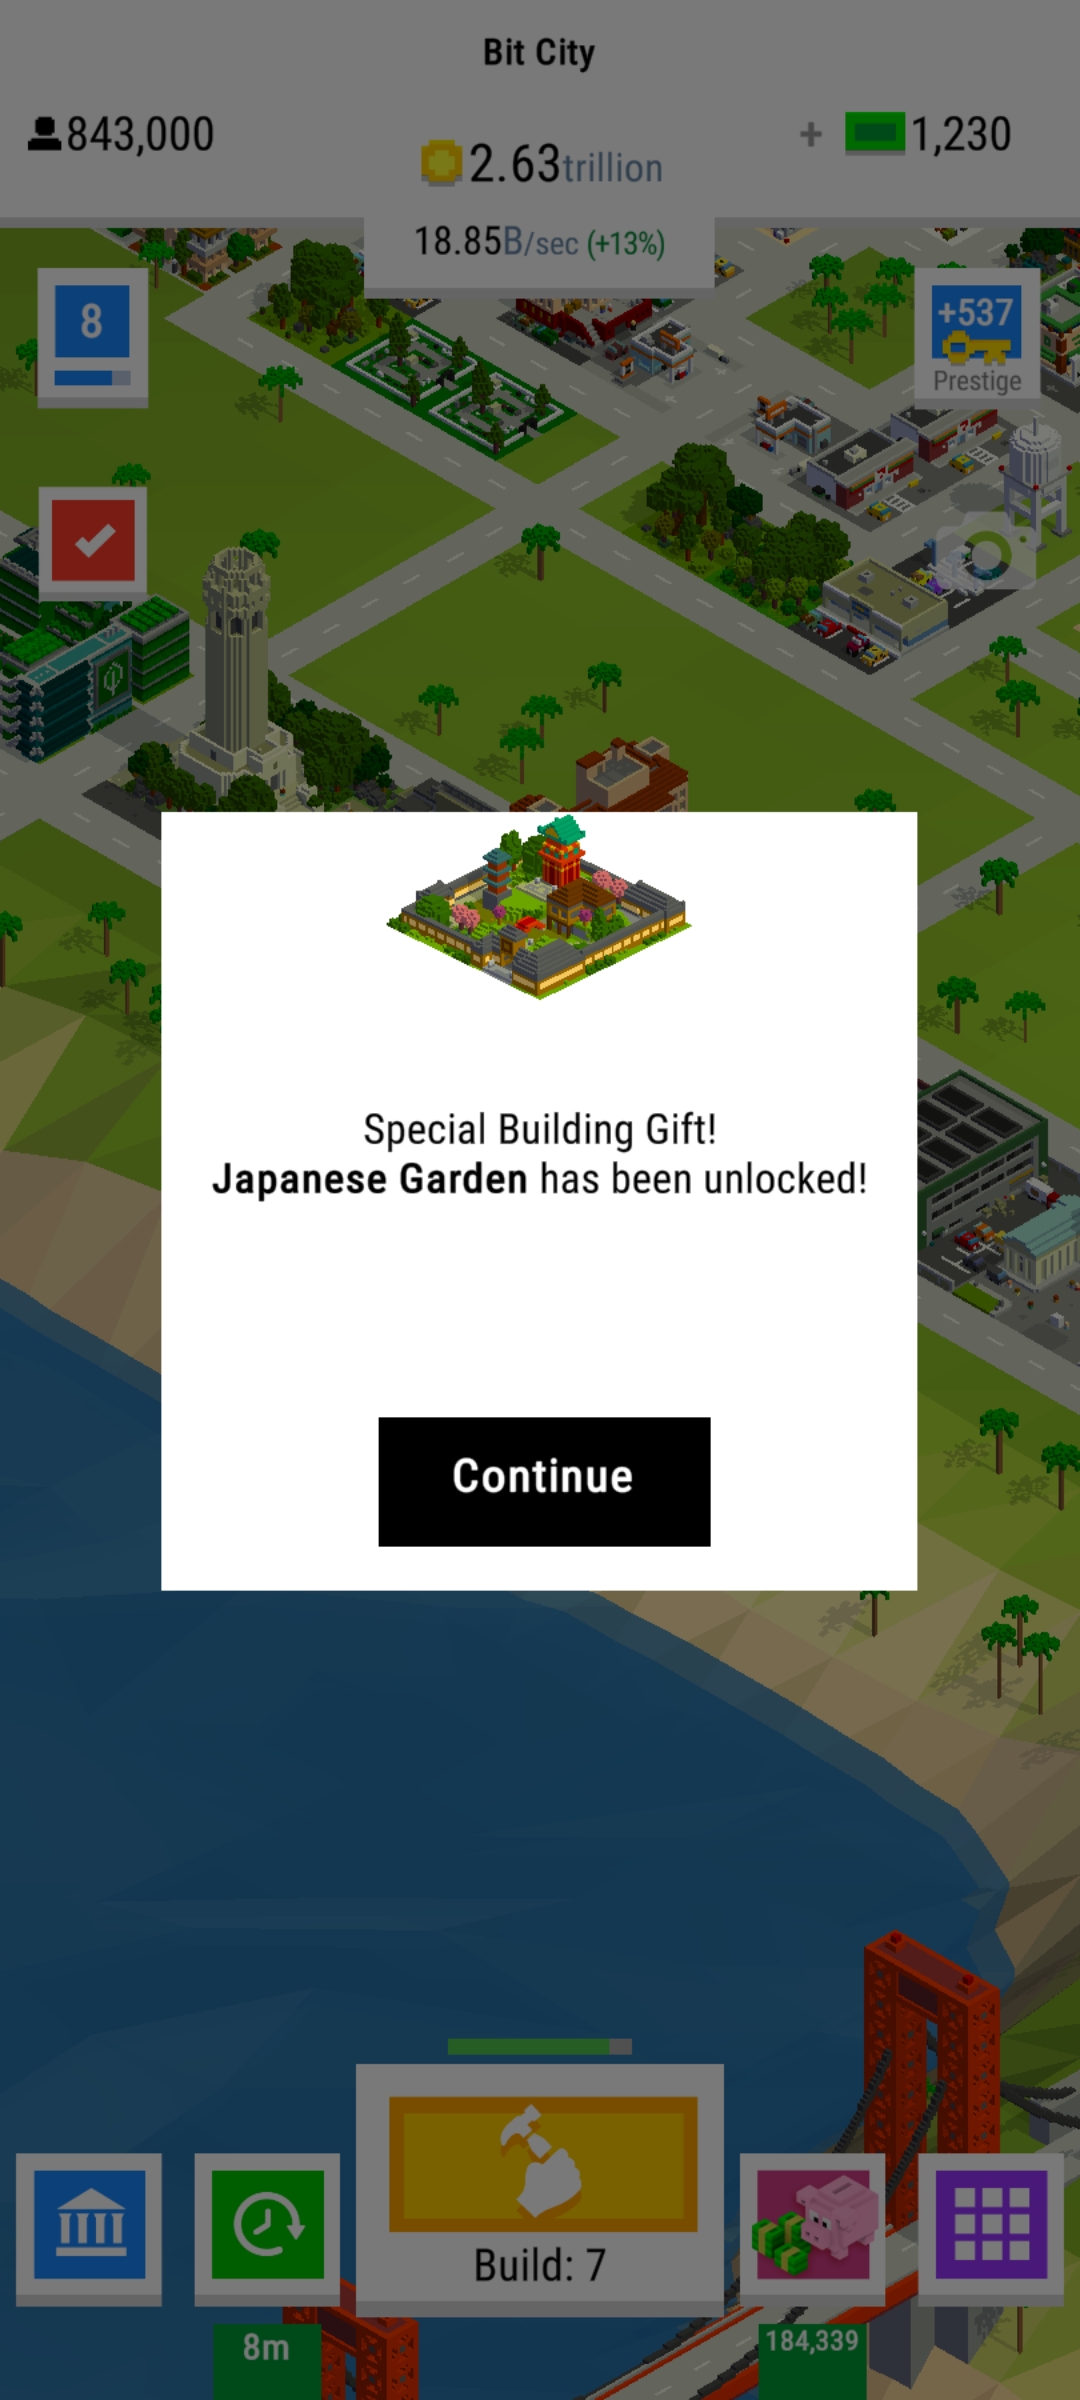 Bit City
843,000
2.63trillion
+ 1,230
18.85B/sec (+13%)
8
+537
Prestige
Special Building Gift!
Japanese Garden has been unlocked!
Continue
Build: 7
8m
184,339